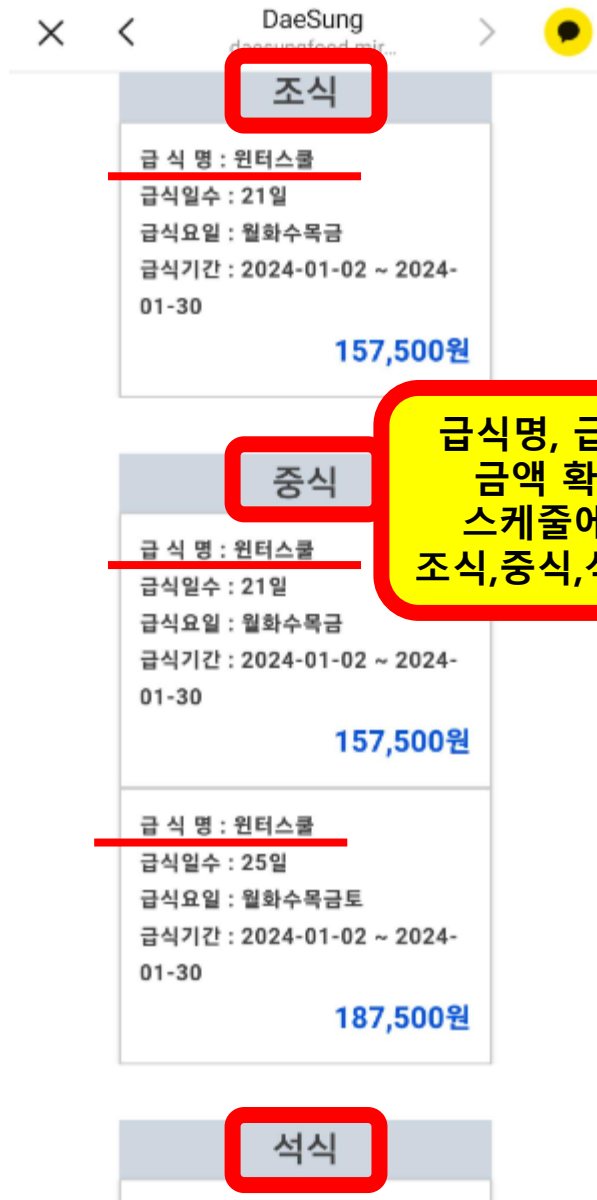 DaeSung
조식
급 식 명 : 윈터스쿨
급식일수 : 21일
급식요일 : 월화수목금
급식기간 : 2024-01-02 ~ 2024-
01-30
157,500원
급식명,
금액
중식
급 식 명 : 윈터스쿨
급식일수 : 21일
급식요일 : 월화수목금
급식기간 : 2024-01-02 ~ 2024-
01-30
157,500원
조식,중식,
급 식 명 : 윈터스쿨
급식일수 : 25일
급식요일 : 월화수목금토
급식기간 : 2024-01-02 ~ 2024-
01-30
187,500원
석식